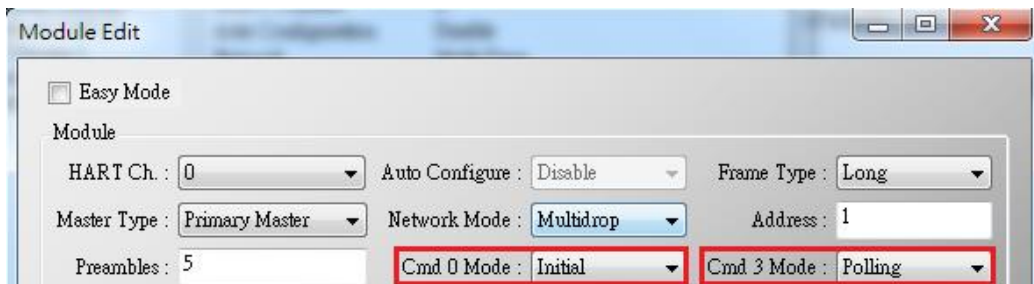 Module Edit
Easy Mode
Module
HART Ch. : 0 Auto Configure : Disable Frame Type : Long
Master Type : Primary Master Network Mode : Multidrop Address : 1
Preambles : 5 Cmd 0 Mode : Initial Cmd 3 Mode : Polling